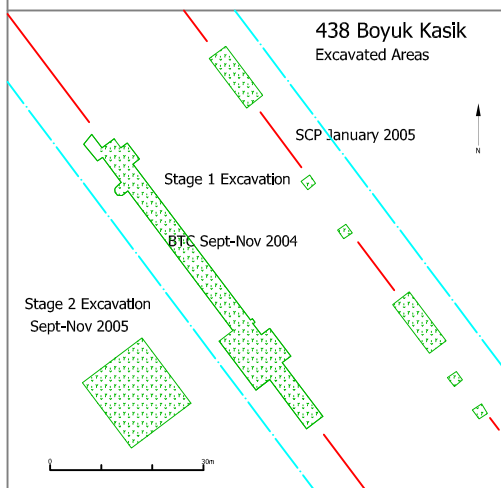 438 Boyuk Kasik
Excavated Areas
SCP January 2005
N
Stage 1 Excavation
BTC Sept-Nov 2004
Stage 2 Excavation
Sept-Nov 2005
0 30m